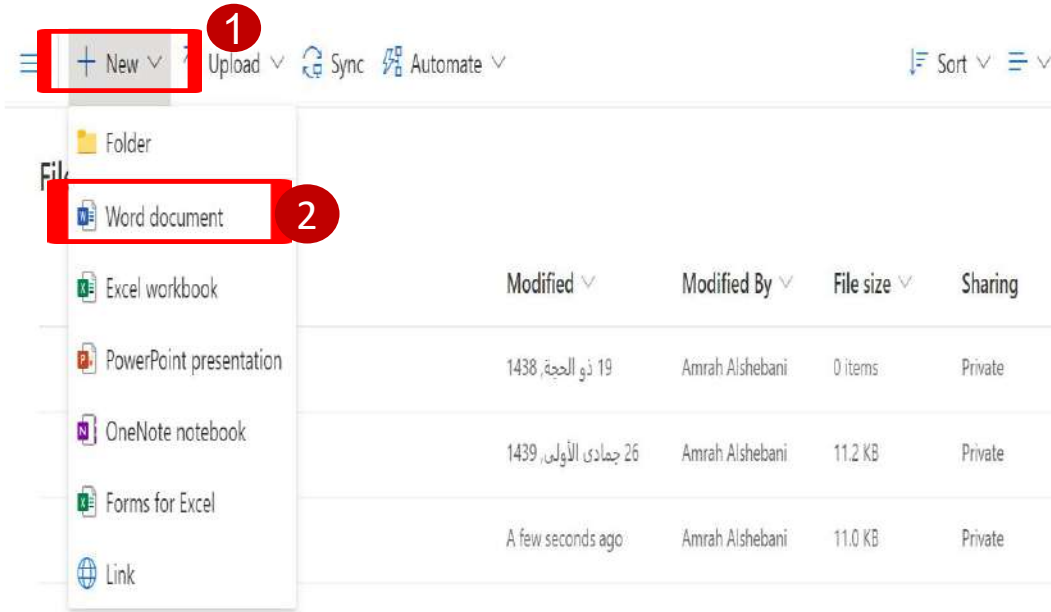 1
New Upload Sync Automate Sort
Folder
Word document 2
Excel workbook
Modified Modified By File size Sharing
PowerPoint presentation
19 ذو الحجة, 1438 Amrah Alshebani 0 items Private
OneNote notebook
26 جمادى الأولى, 1439 Amrah Alshebani 11.2 KB Private
Forms for Excel
A few seconds ago Amrah Alshebani 11.0 KB Private
Link